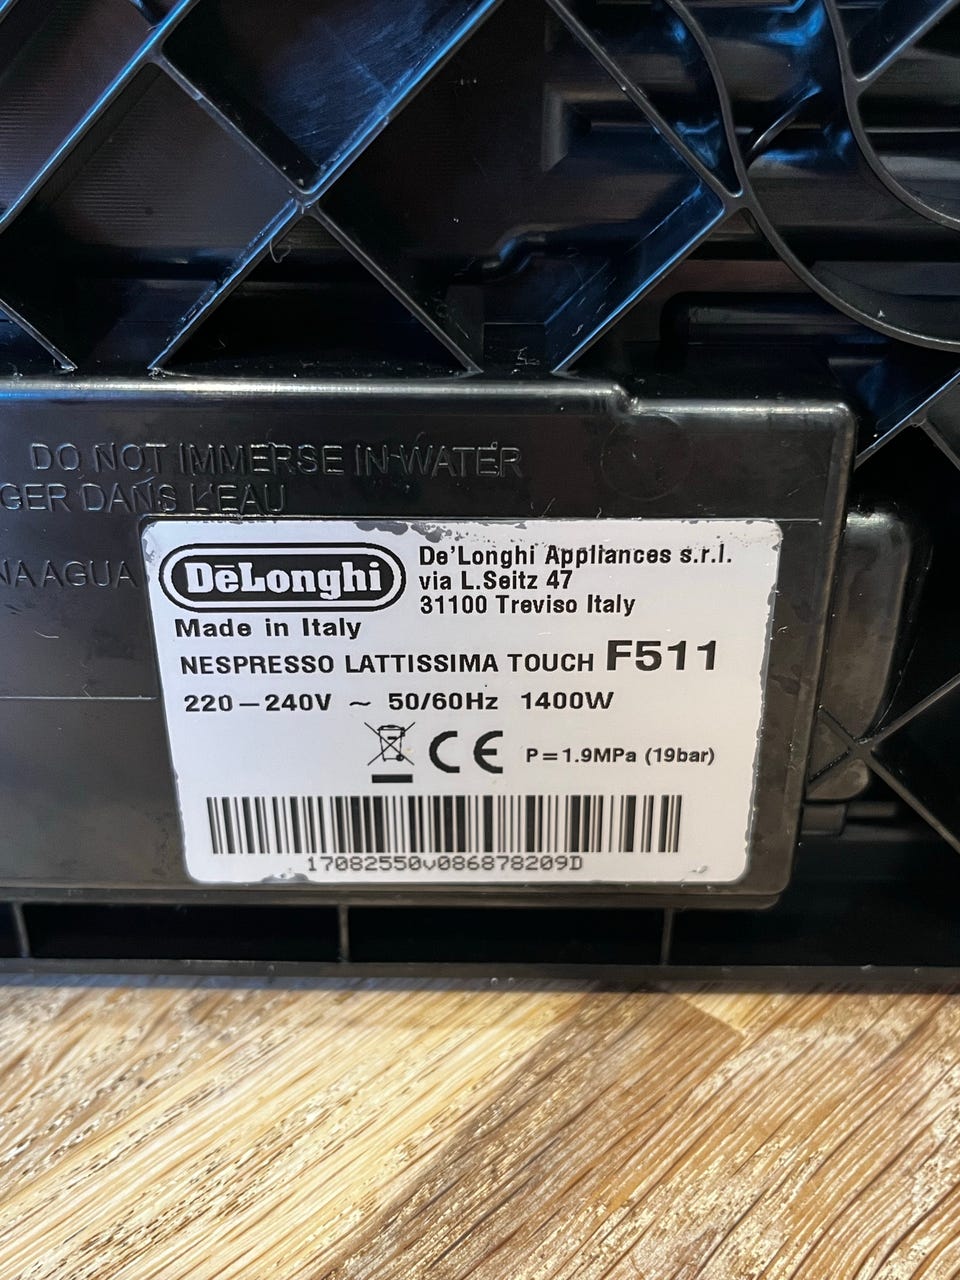 DO NOT IMMERSE IN WATER
GER DANS L'EAU
NA AGUA
DēLonghi
De'Longhi Appliances s.r.l.
via L.Seitz 47
31100 Treviso Italy
Made in Italy
NESPRESSO LATTISSIMA TOUCH F511
220-240V ~ 50/60Hz 1400W
CE P=1.9MPa (19bar)
17082550v086878209D